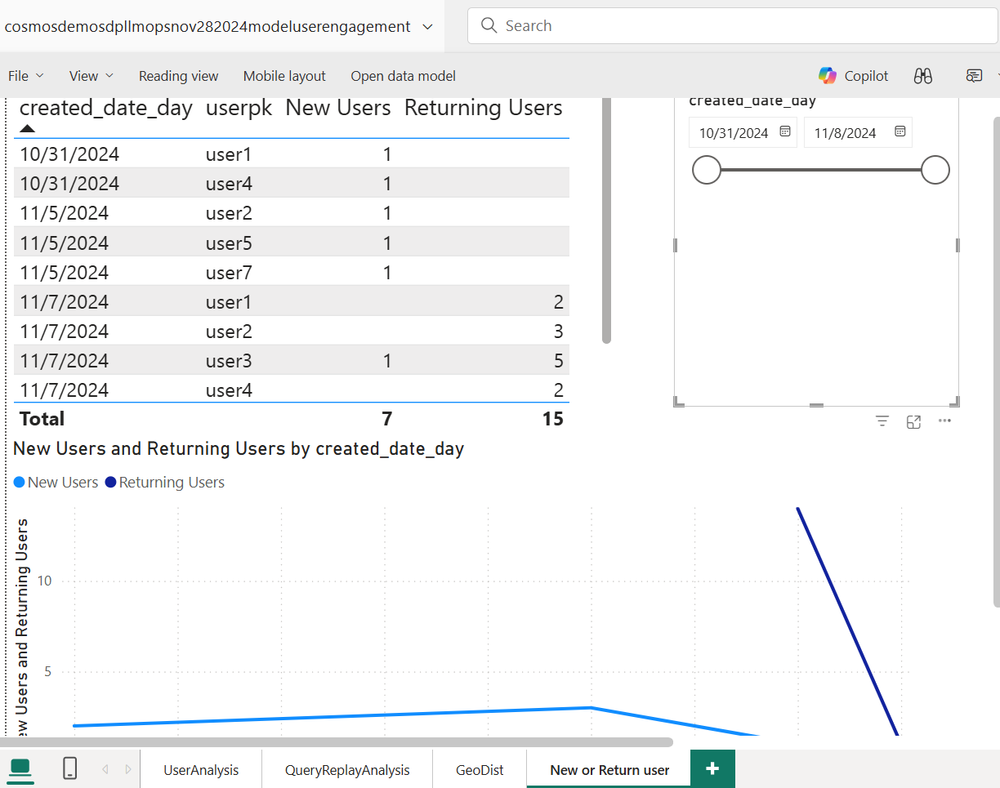 cosmosdemosdpllmopsnov282024modeluserengagement
Search
File View Reading view Mobile layout Open data model Copilot
created_date_day userpk New Users Returning Users
10/31/2024 user1 1
10/31/2024 user4 1
11/5/2024 user2 1
11/5/2024 user5 1
11/5/2024 user7 1
11/7/2024 user1 2
11/7/2024 user2 3
11/7/2024 user3 1 5
11/7/2024 user4 2
Total 7 15
created_date_day
10/31/2024 11/8/2024
New Users and Returning Users by created_date_day
New Users Returning Users
ew Users and Returning Users
10
5
UserAnalysis QueryReplayAnalysis GeoDist New or Return user +